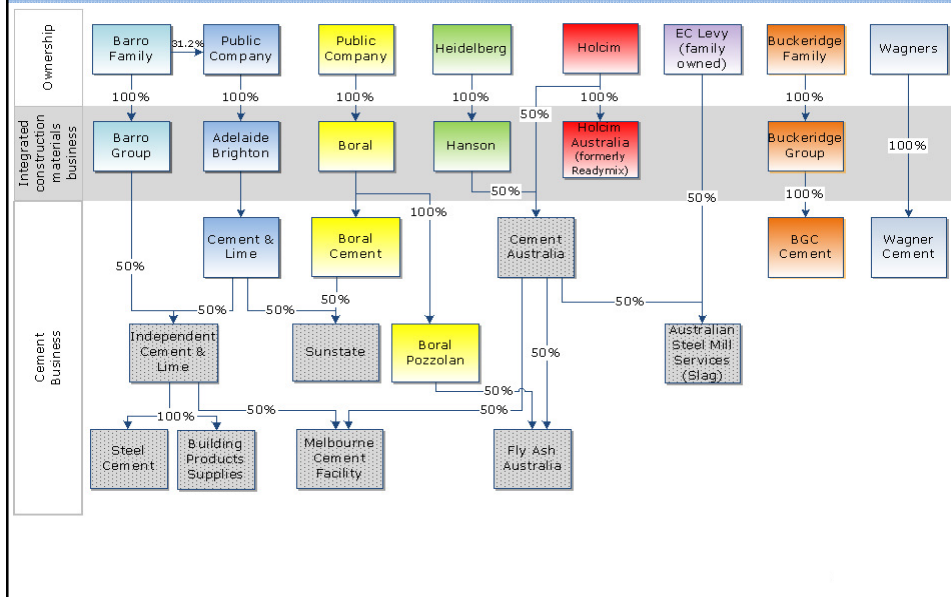 Ownership
Barro
Family
31.2%
Public
Company
Public
Company
Heidelberg
Holcim
EC Levy
(family
owned)
Buckeridge
Family
Wagners
100%
100%
100%
100%
50%
100%
100%
Integrated
construction
materials
business
Barro
Group
Adelaide
Brighton
Boral
Hanson
Holcim
Australia
(formerly
Readymix)
Buckeridge
Group
100%
50%
100%
50%
100%
Cement
Business
Cement &
Lime
Boral
Cement
Cement
Australia
BGC
Cement
Wagner
Cement
50%
50%
50%
50%
50%
50%
Independent
Cement &
Lime
Sunstate
Boral
Pozzolan
50%
Australian
Steel Mill
Services
(Slag)
50%
100%
50%
50%
Steel
Cement
Building
Products
Supplies
Melbourne
Cement
Facility
Fly Ash
Australia